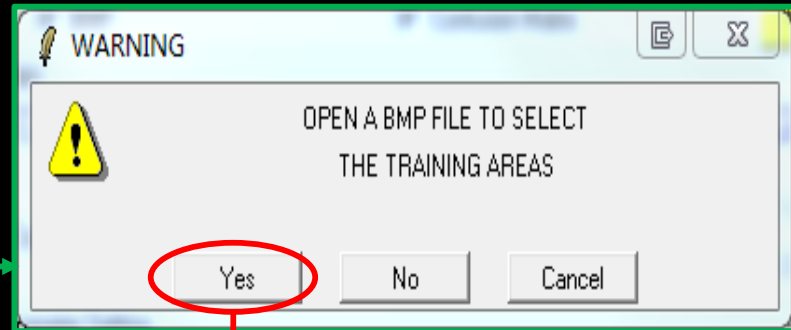 WARNING
OPEN A BMP FILE TO SELECT
THE TRAINING AREAS
Yes No Cancel